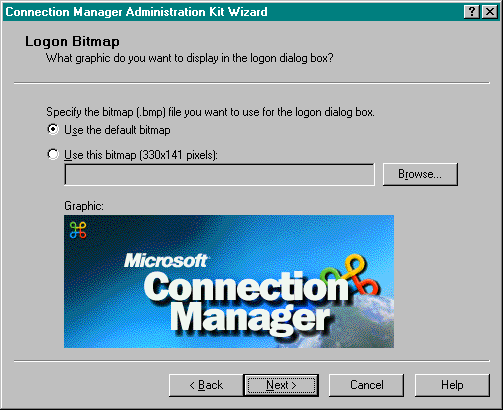 Connection Manager Administration Kit Wizard
Logon Bitmap
What graphic do you want to display in the logon dialog box?
Specify the bitmap (.bmp) file you want to use for the logon dialog box.
Use the default bitmap
Use this bitmap (330x141 pixels):
Browse...
Graphic:
Microsoft
Connection
Manager
< Back
Next >
Cancel
Help